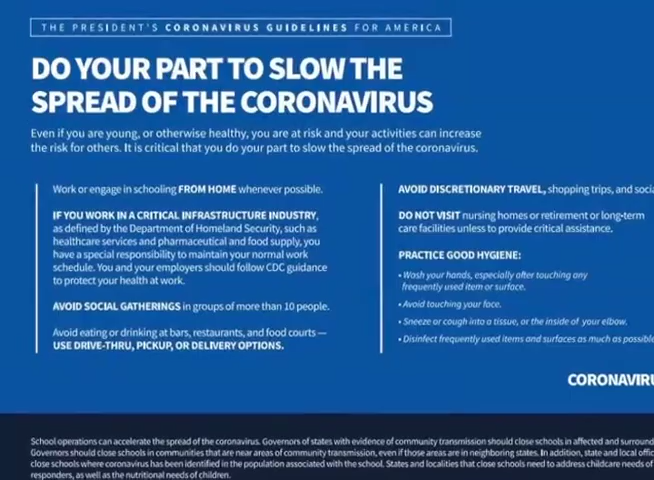 THE PRESIDENT'S CORONAVIRUS GUIDELINES FOR AMERICA
DO YOUR PART TO SLOW THE
SPREAD OF THE CORONAVIRUS
Even if you are young, or otherwise healthy, you are at risk and your activities can increase
the risk for others. It is critical that you do your part to slow the spread of the coronavirus.
Work or engage in schooling FROM HOME whenever possible.
IF YOU WORK IN A CRITICAL INFRASTRUCTURE INDUSTRY,
as defined by the Department of Homeland Security, such as
healthcare services and pharmaceutical and food supply, you
have a special responsibility to maintain your normal work
schedule. You and your employers should follow CDC guidance
to protect your health at work.
AVOID SOCIAL GATHERINGS in groups of more than 10 people.
Avoid eating or drinking at bars, restaurants, and food courts —
USE DRIVE-THRU, PICKUP, OR DELIVERY OPTIONS.
AVOID DISCRETIONARY TRAVEL, shopping trips, and socia
DO NOT VISIT nursing homes or retirement or long-term
care facilities unless to provide critical assistance.
PRACTICE GOOD HYGIENE:
• Wash your hands, especially after touching any
frequently used item or surface.
• Avoid touching your face.
• Sneeze or cough into a tissue, or the inside of your elbow.
• Disinfect frequently used items and surfaces as much as possible
CORONAVIRU
School operations can accelerate the spread of the coronavirus. Governors of states with evidence of community transmission should close schools in affected and surround
Governors should close schools in communities that are near areas of community transmission, even if those areas are in neighboring states. In addition, state and local offic
close schools where coronavirus has been identified in the population associated with the school. States and localities that close schools need to address childcare needs of
responders, as well as the nutritional needs of children.